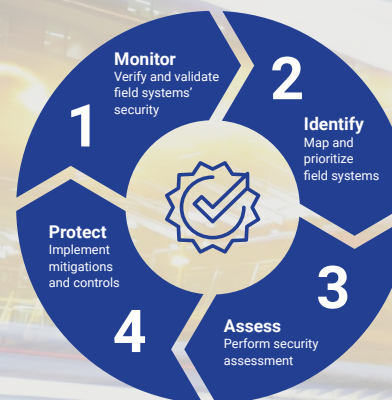 1
Monitor
Verify and validate
field systems'
security
2
Identify
Map and
prioritize
field systems
3
Assess
Perform security
assessment
4
Protect
Implement
mitigations
and controls